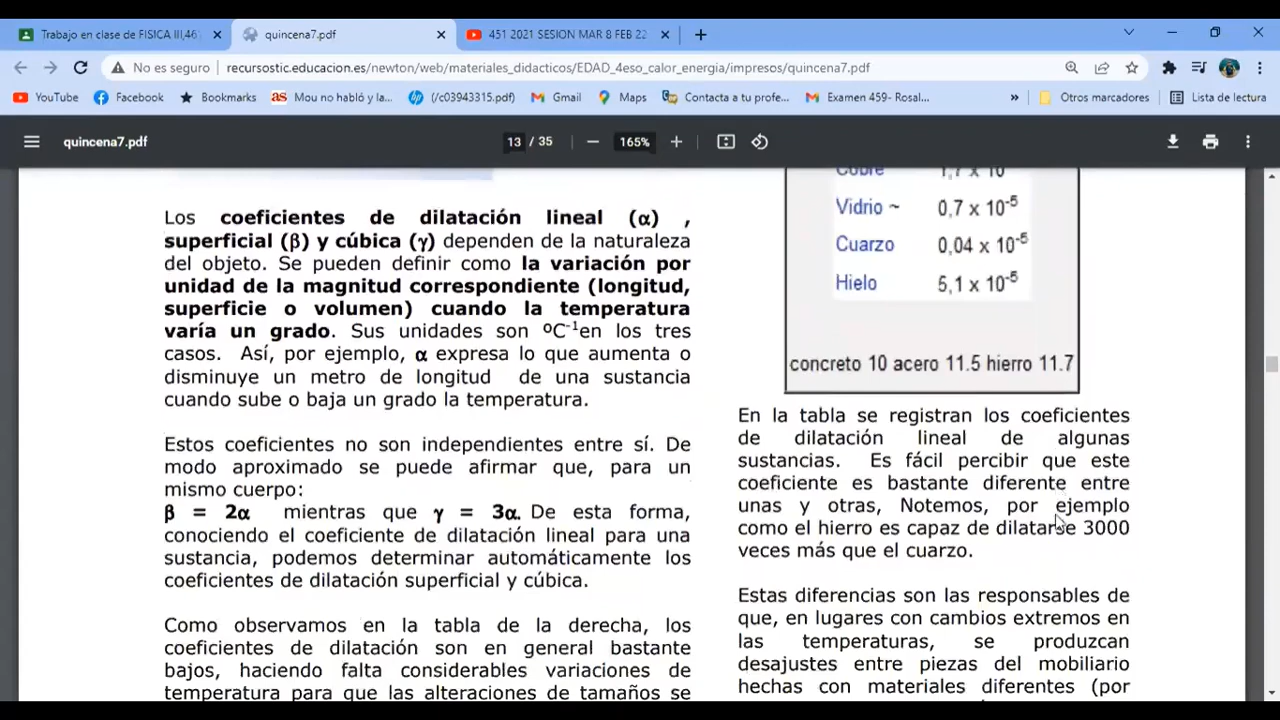 Trabajo en clase de FISICA III,46
quincena7.pdf
451 2021 SESION MAR 8 FEB 22
No es seguro
recursostic.educacion.es/newton/web/materiales_didacticos/EDAD_4eso_calor_energia/impresos/quincena7.pdf
YouTube
Facebook
Bookmarks
as Mou no habló y la...
(/c03943315.pdf)
Gmail
Maps
Contacta a tu profe...
Examen 459- Rosal...
»
Otros marcadores
Lista de lectura
quincena7.pdf
13 / 35
165%
Los coeficientes de dilatación lineal (α) ,
superficial (β) y cúbica (γ) dependen de la naturaleza
del objeto. Se pueden definir como la variación por
unidad de la magnitud correspondiente (longitud,
superficie o volumen) cuando la temperatura
varía un grado. Sus unidades son ºC⁻¹en los tres
casos. Así, por ejemplo, α expresa lo que aumenta o
disminuye un metro de longitud de una sustancia
cuando sube o baja un grado la temperatura.
Estos coeficientes no son independientes entre sí. De
modo aproximado se puede afirmar que, para un
mismo cuerpo:
β = 2α mientras que γ = 3α. De esta forma,
conociendo el coeficiente de dilatación lineal para una
sustancia, podemos determinar automáticamente los
coeficientes de dilatación superficial y cúbica.
Como observamos en la tabla de la derecha, los
coeficientes de dilatación son en general bastante
bajos, haciendo falta considerables variaciones de
temperatura para que las alteraciones de tamaños se
Cobre 1,7 x 10
Vidrio ~ 0,7 x 10⁻⁵
Cuarzo 0,04 x 10⁻⁵
Hielo 5,1 x 10⁻⁵
concreto 10 acero 11.5 hierro 11.7
En la tabla se registran los coeficientes
de dilatación lineal de algunas
sustancias. Es fácil percibir que este
coeficiente es bastante diferente entre
unas y otras, Notemos, por ejemplo
como el hierro es capaz de dilatarse 3000
veces más que el cuarzo.
Estas diferencias son las responsables de
que, en lugares con cambios extremos en
las temperaturas, se produzcan
desajustes entre piezas del mobiliario
hechas con materiales diferentes (por